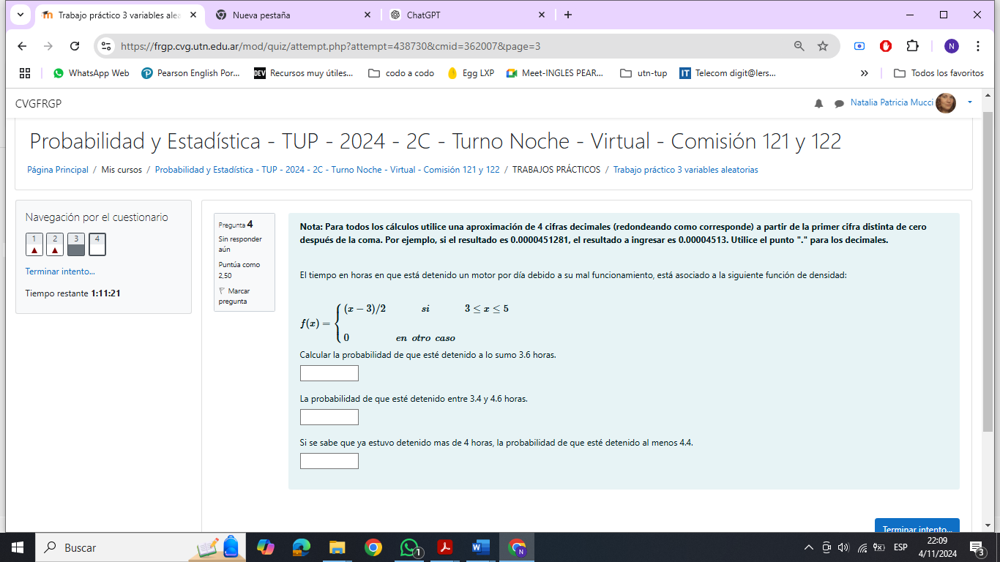 Trabajo práctico 3 variables alea
Nueva pestaña
ChatGPT
https://frgp.cvg.utn.edu.ar/mod/quiz/attempt.php?attempt=438730&cmid=362007&page=3
N
WhatsApp Web
Pearson English Por...
DEV Recursos muy útiles...
codo a codo
Egg LXP
Meet-INGLES PEAR...
utn-tup
IT Telecom digit@lers...
»
Todos los favoritos
CVGFRGP
Natalia Patricia Mucci
Probabilidad y Estadística - TUP - 2024 - 2C - Turno Noche - Virtual - Comisión 121 y 122
Página Principal / Mis cursos / Probabilidad y Estadística - TUP - 2024 - 2C - Turno Noche - Virtual - Comisión 121 y 122 / TRABAJOS PRÁCTICOS / Trabajo práctico 3 variables aleatorias
Navegación por el cuestionario
1 2 3 4
Terminar intento...
Tiempo restante 1:11:21
Pregunta 4
Sin responder
aún
Puntúa como
2,50
Marcar
pregunta
Nota: Para todos los cálculos utilice una aproximación de 4 cifras decimales (redondeando como corresponde) a partir de la primer cifra distinta de cero
después de la coma. Por ejemplo, si el resultado es 0.0000451281, el resultado a ingresar es 0.00004513. Utilice el punto "." para los decimales.
El tiempo en horas en que está detenido un motor por día debido a su mal funcionamiento, está asociado a la siguiente función de densidad:
(x − 3)/2 si 3 ≤ x ≤ 5
f(x) =
0 en otro caso
Calcular la probabilidad de que esté detenido a lo sumo 3.6 horas.
La probabilidad de que esté detenido entre 3.4 y 4.6 horas.
Si se sabe que ya estuvo detenido mas de 4 horas, la probabilidad de que esté detenido al menos 4.4.
Terminar intento...
Buscar
1
N
ESP
22:09
4/11/2024
3